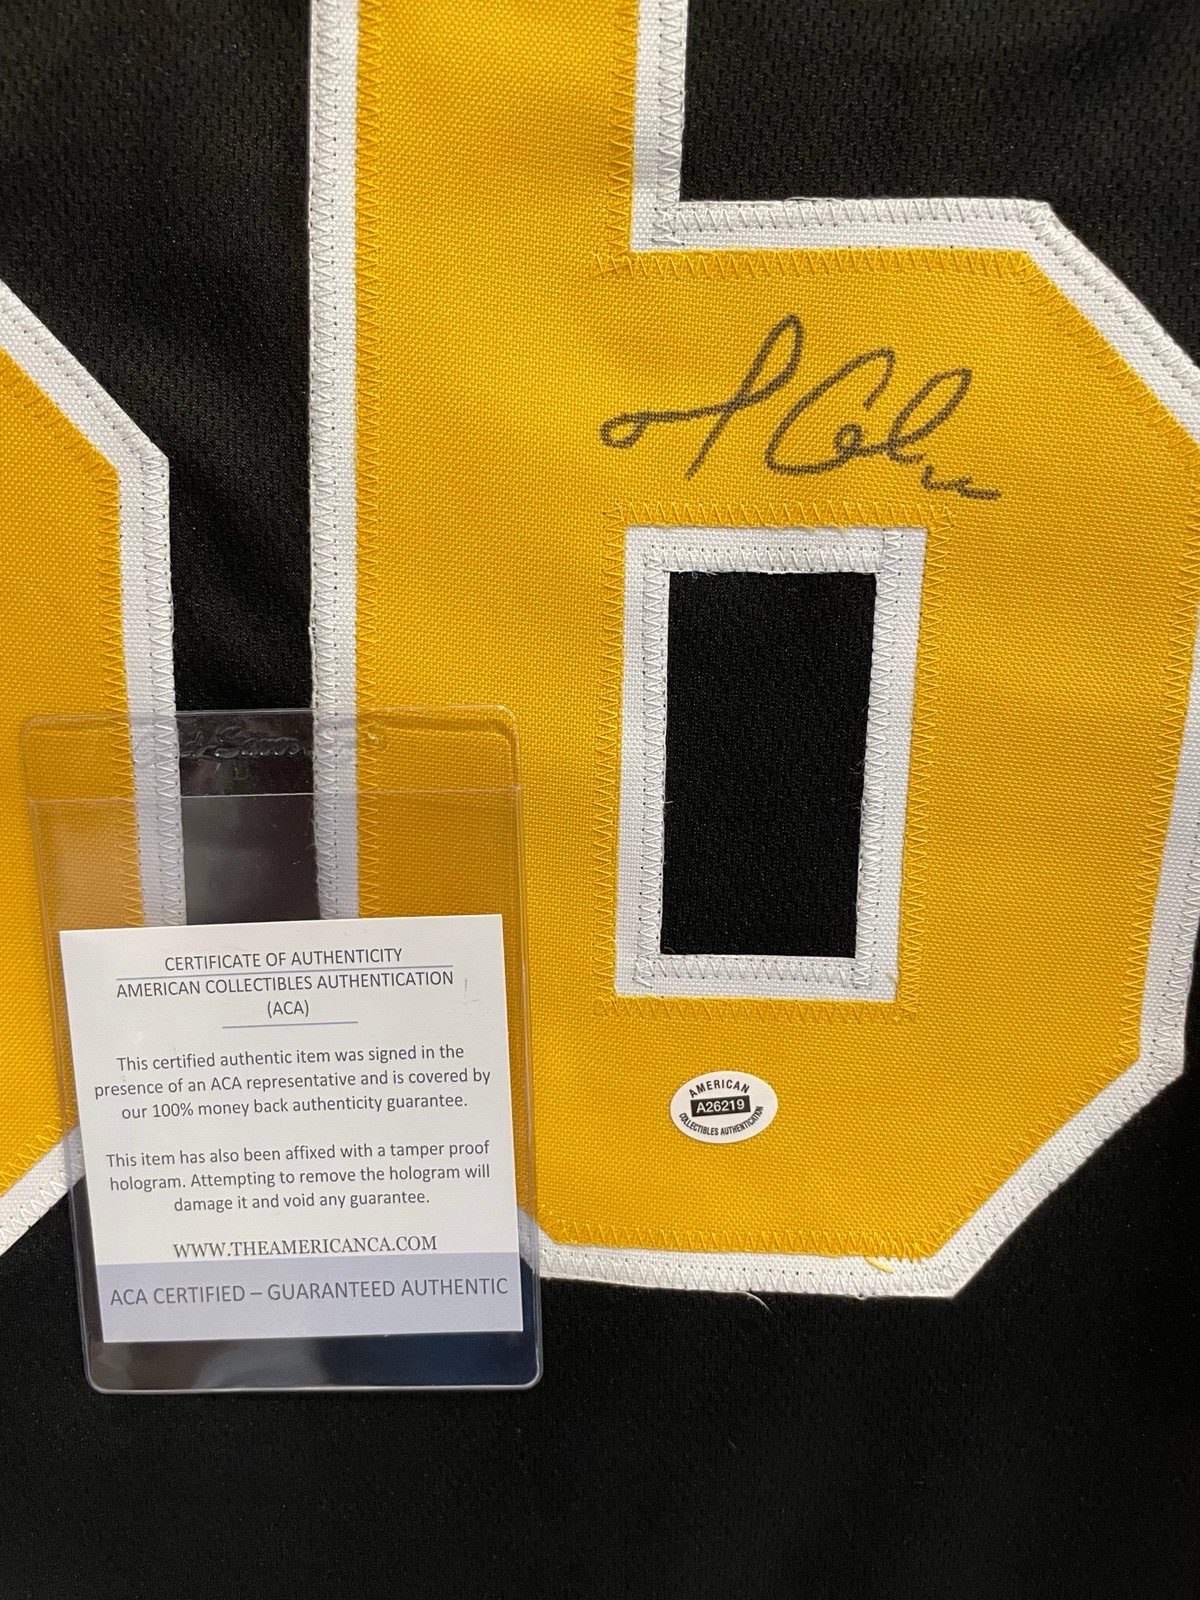 CERTIFICATE OF AUTHENTICITY
AMERICAN COLLECTIBLES AUTHENTICATION
(ACA)
This certified authentic item was signed in the
presence of an ACA representative and is covered by
our 100% money back authenticity guarantee.
This item has also been affixed with a tamper proof
hologram. Attempting to remove the hologram will
damage it and void any guarantee.
WWW.THEAMERICANCA.COM
ACA CERTIFIED – GUARANTEED AUTHENTIC
AMERICAN
A26219
COLLECTIBLES AUTHENTICATION